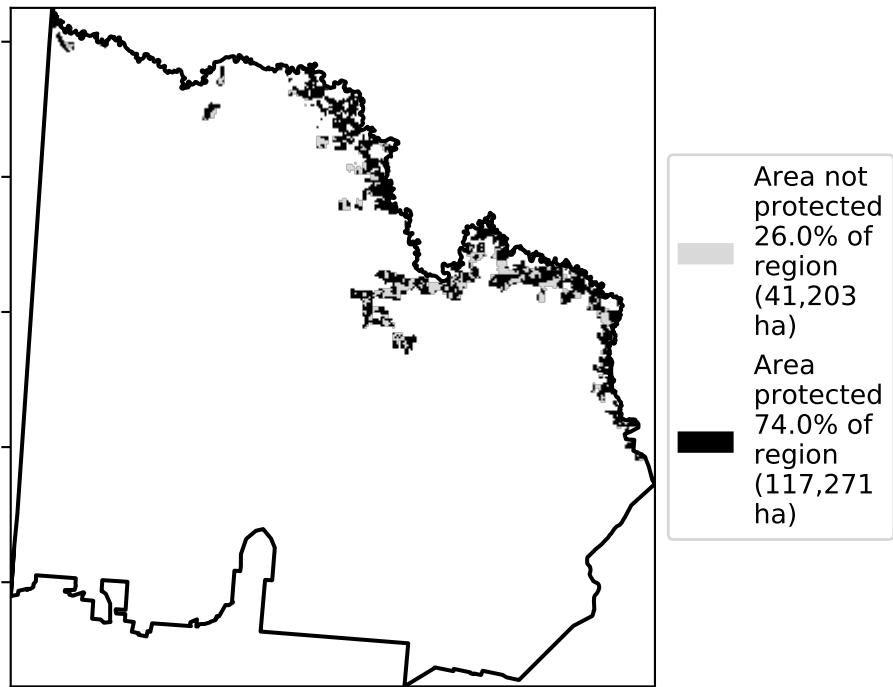 Area not
protected
26.0% of
region
(41,203
ha)
Area
protected
74.0% of
region
(117,271
ha)